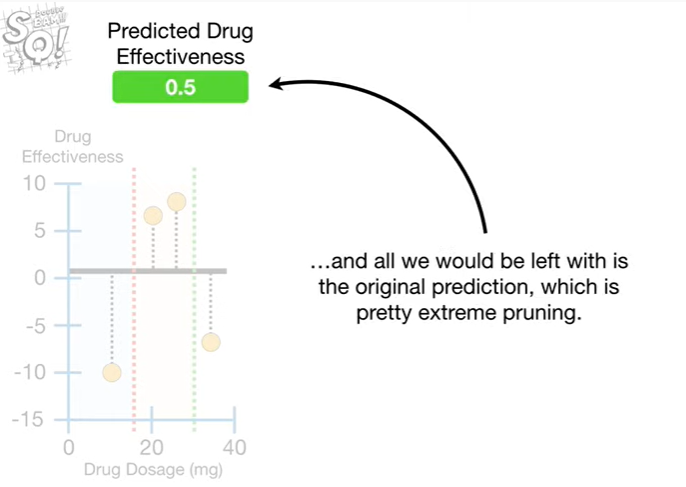 Predicted Drug
Effectiveness
0.5
Drug
Effectiveness
10
5
0
-5
-10
-15
0 20 40
Drug Dosage (mg)
…and all we would be left with is
the original prediction, which is
pretty extreme pruning.